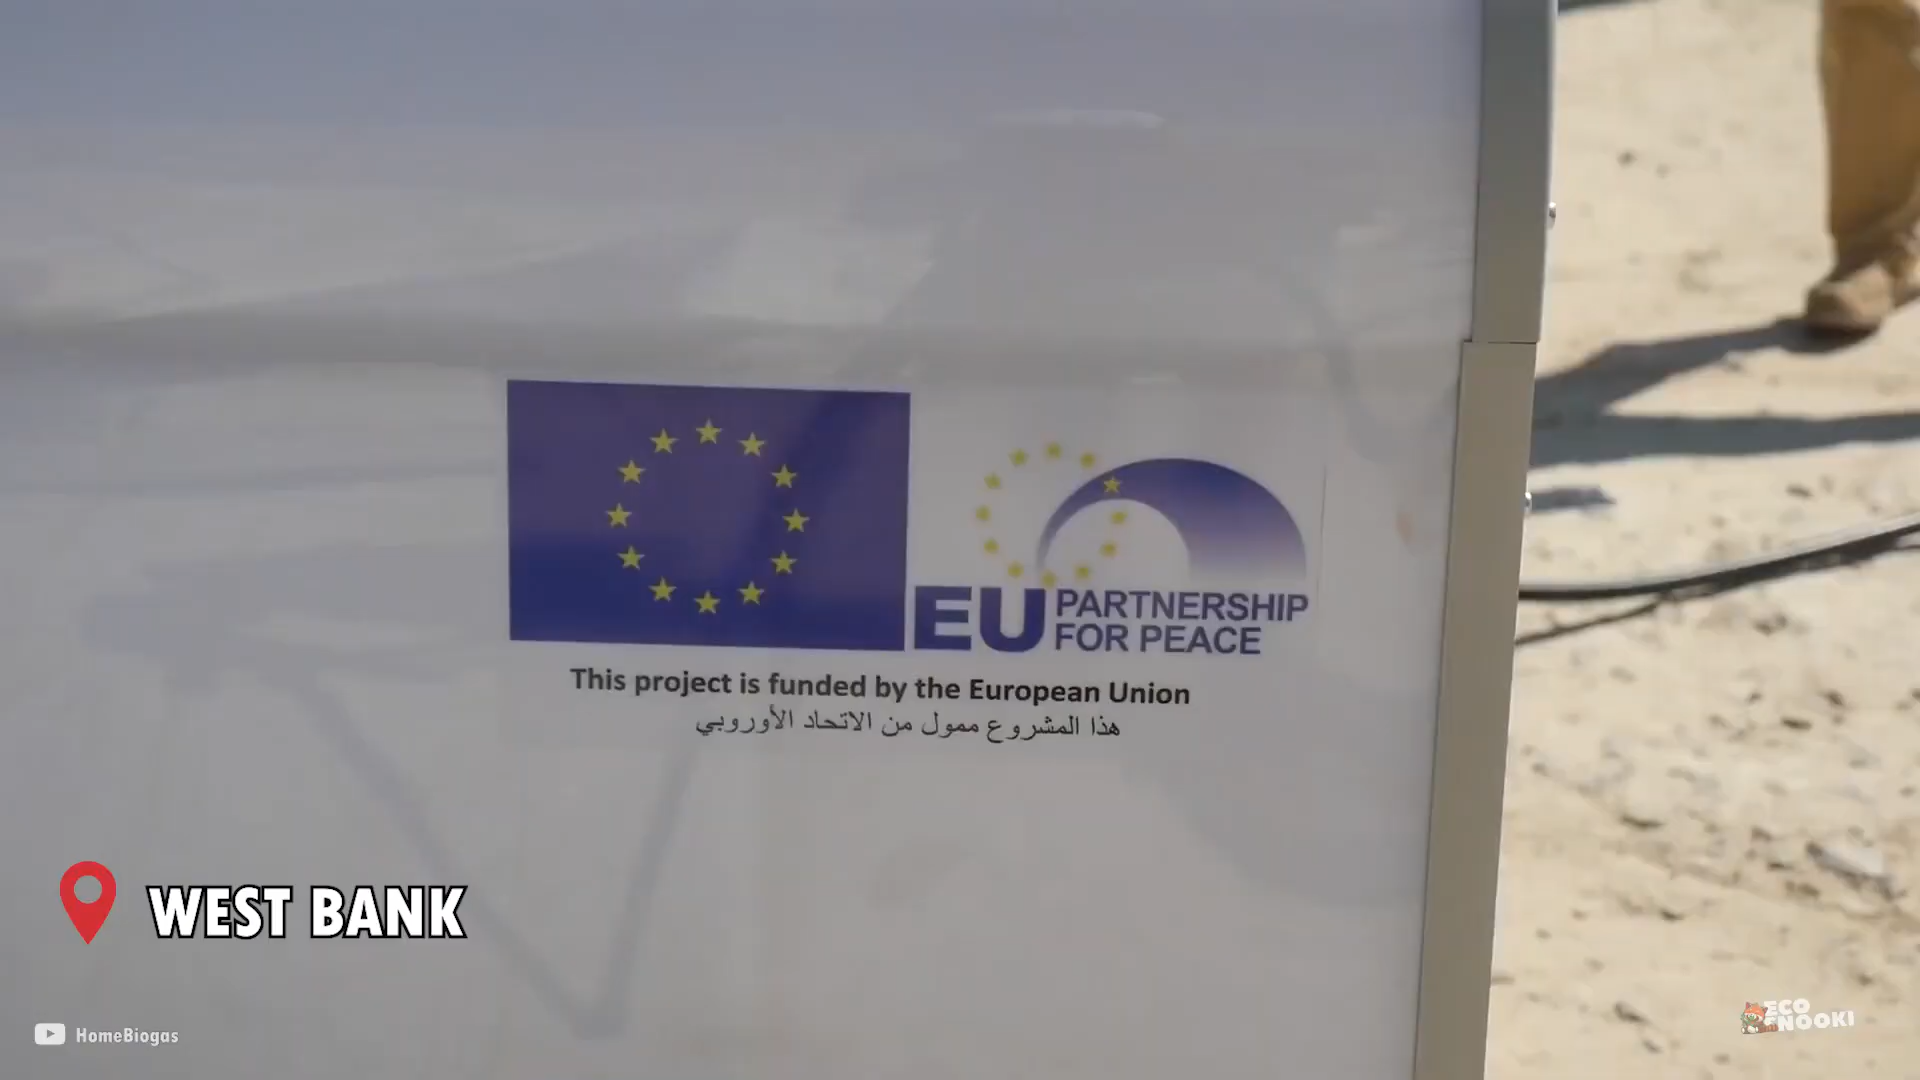 EU PARTNERSHIP
FOR PEACE
This project is funded by the European Union
هذا المشروع ممول من الاتحاد الأوروبي
WEST BANK
HomeBiogas
ECO
SNOOKI